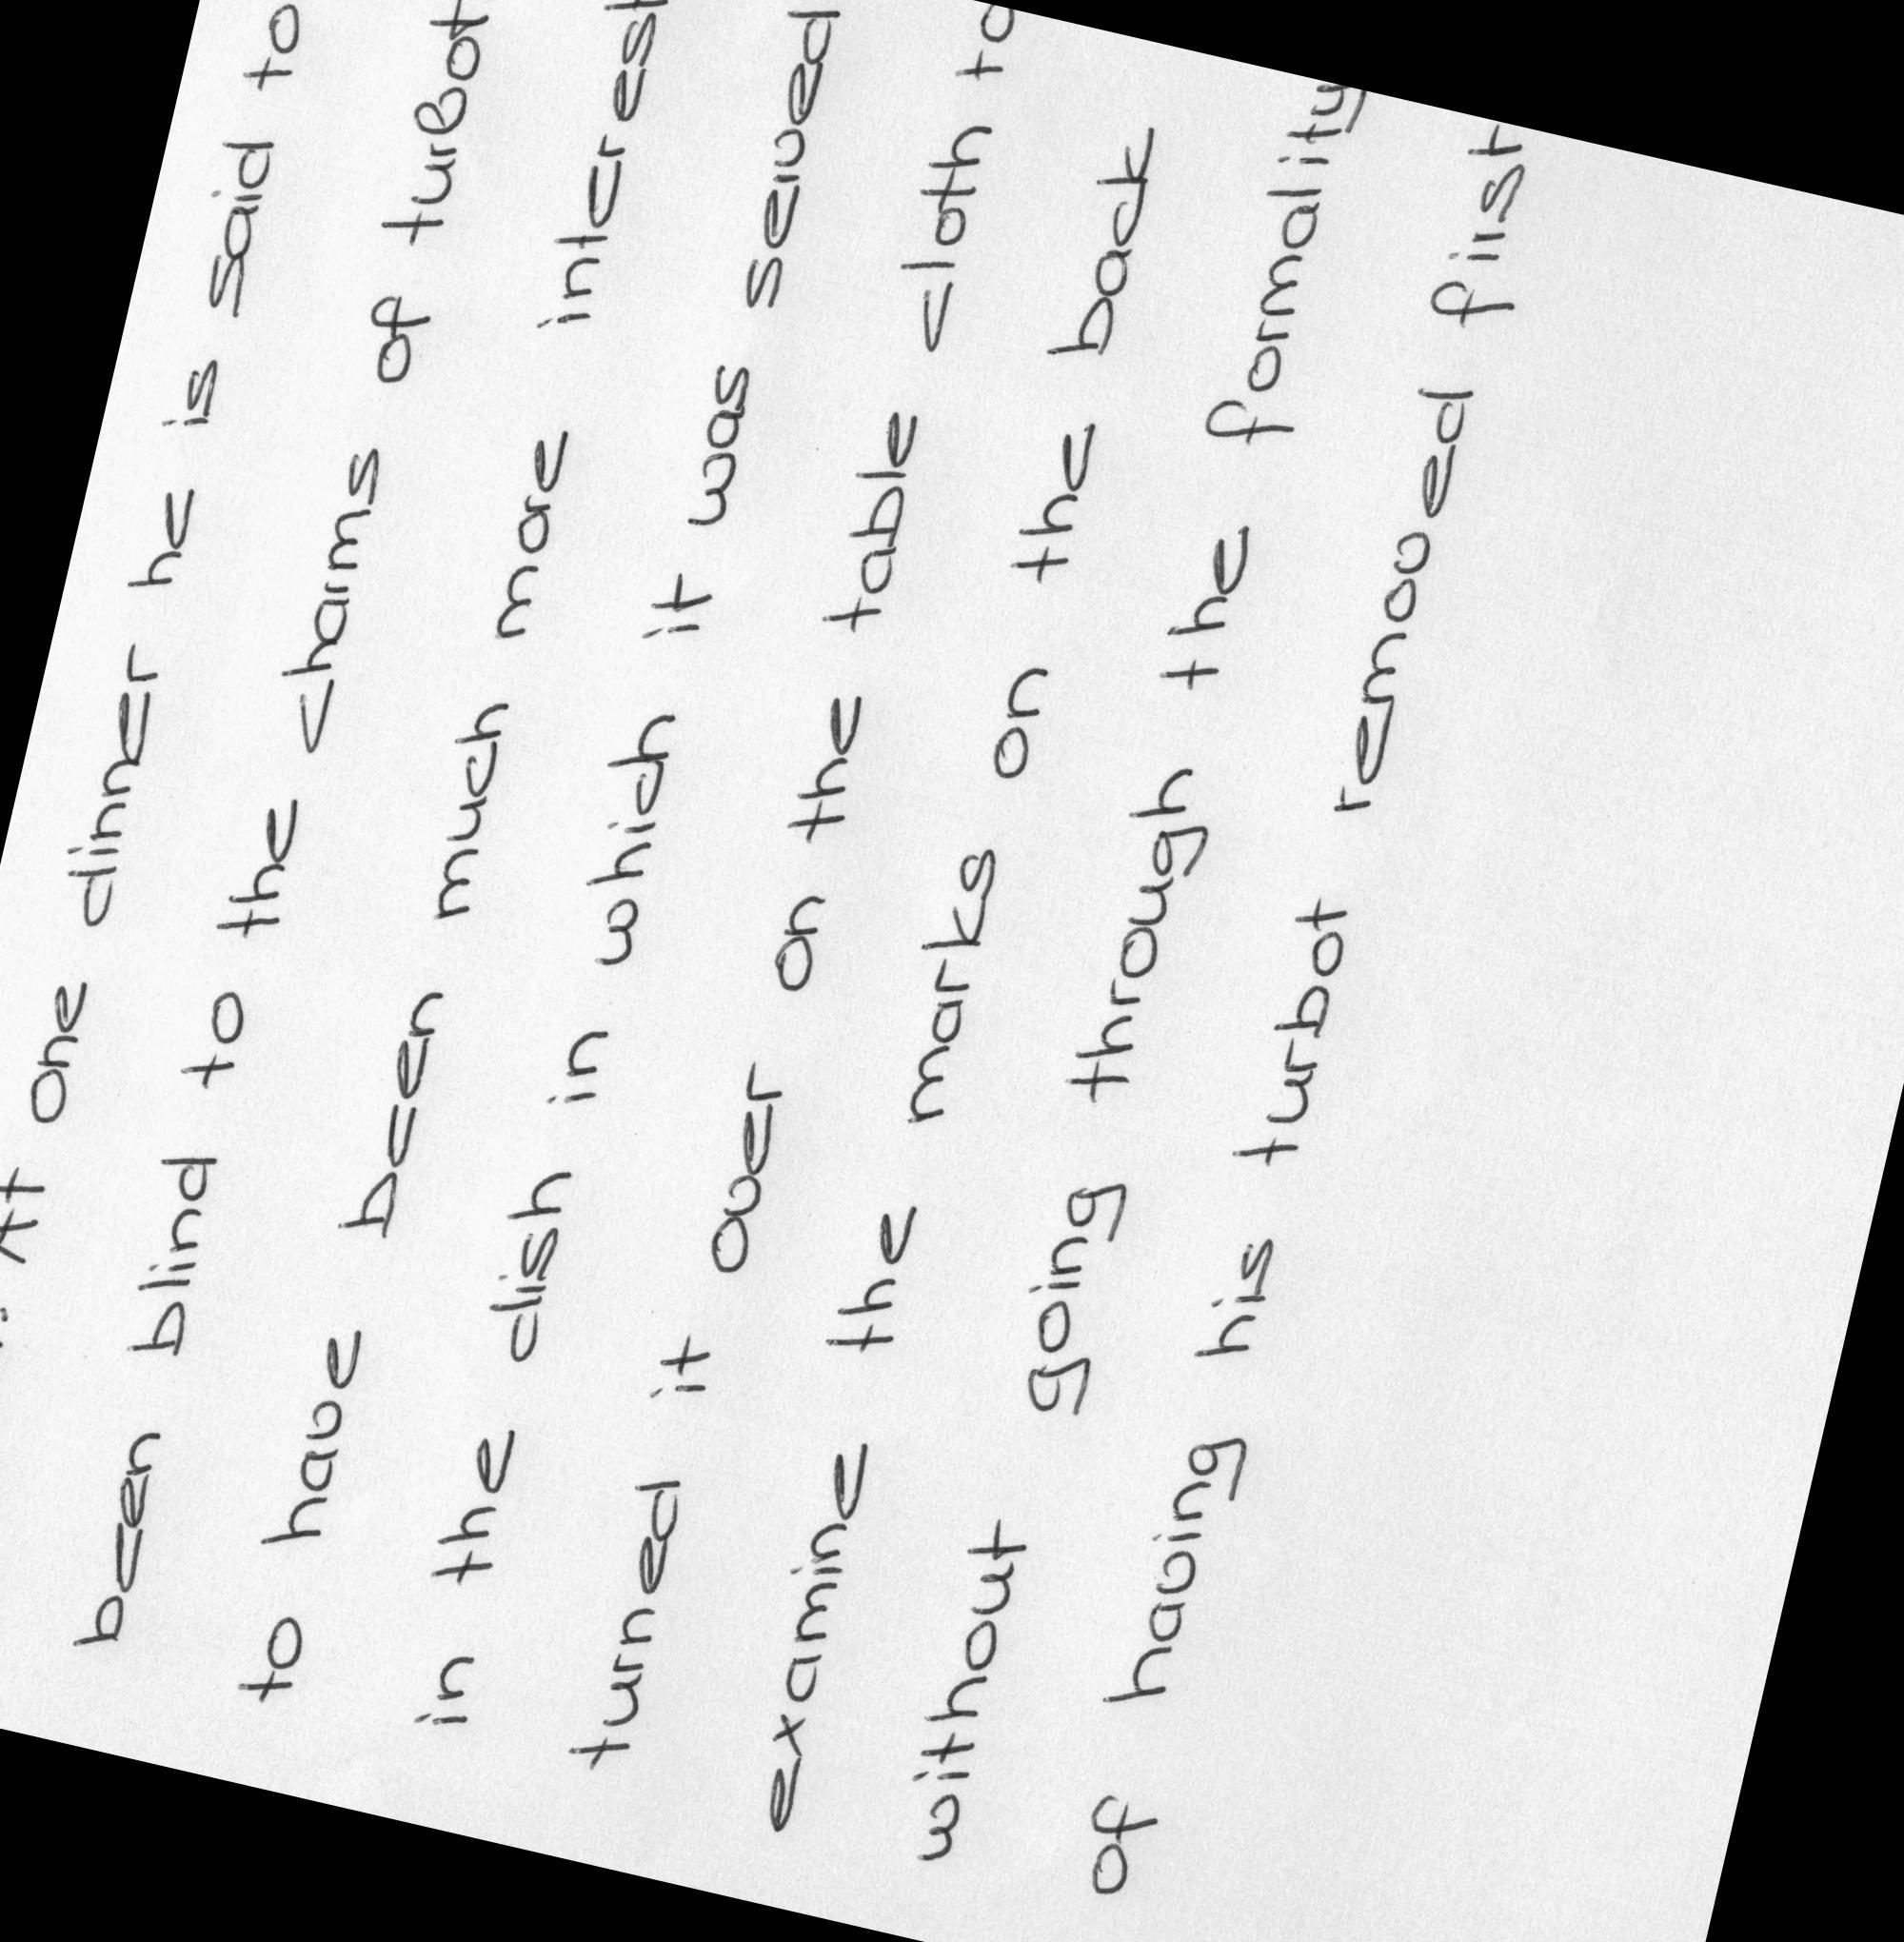 At one dinner he is said to
been blind to the charms of turBot
to have been much more interest
in the dish in which it was served
turned it over on the table cloth to
examine the marks on the back
without going through the formality
of having his turbot removed first